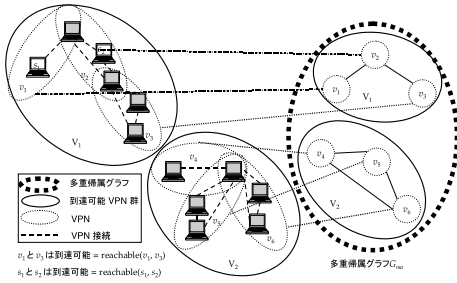 s1
s2
v1
v2
v3
V1
v2
v1
v3
V1
v4
v5
v6
V2
v4
v5
v6
V2
多重帰属グラフ
到達可能 VPN 群
VPN
VPN 接続
v1 と v3 は到達可能 = reachable(v1, v3)
s1 と s2 は到達可能 = reachable(s1, s2)
多重帰属グラフGma